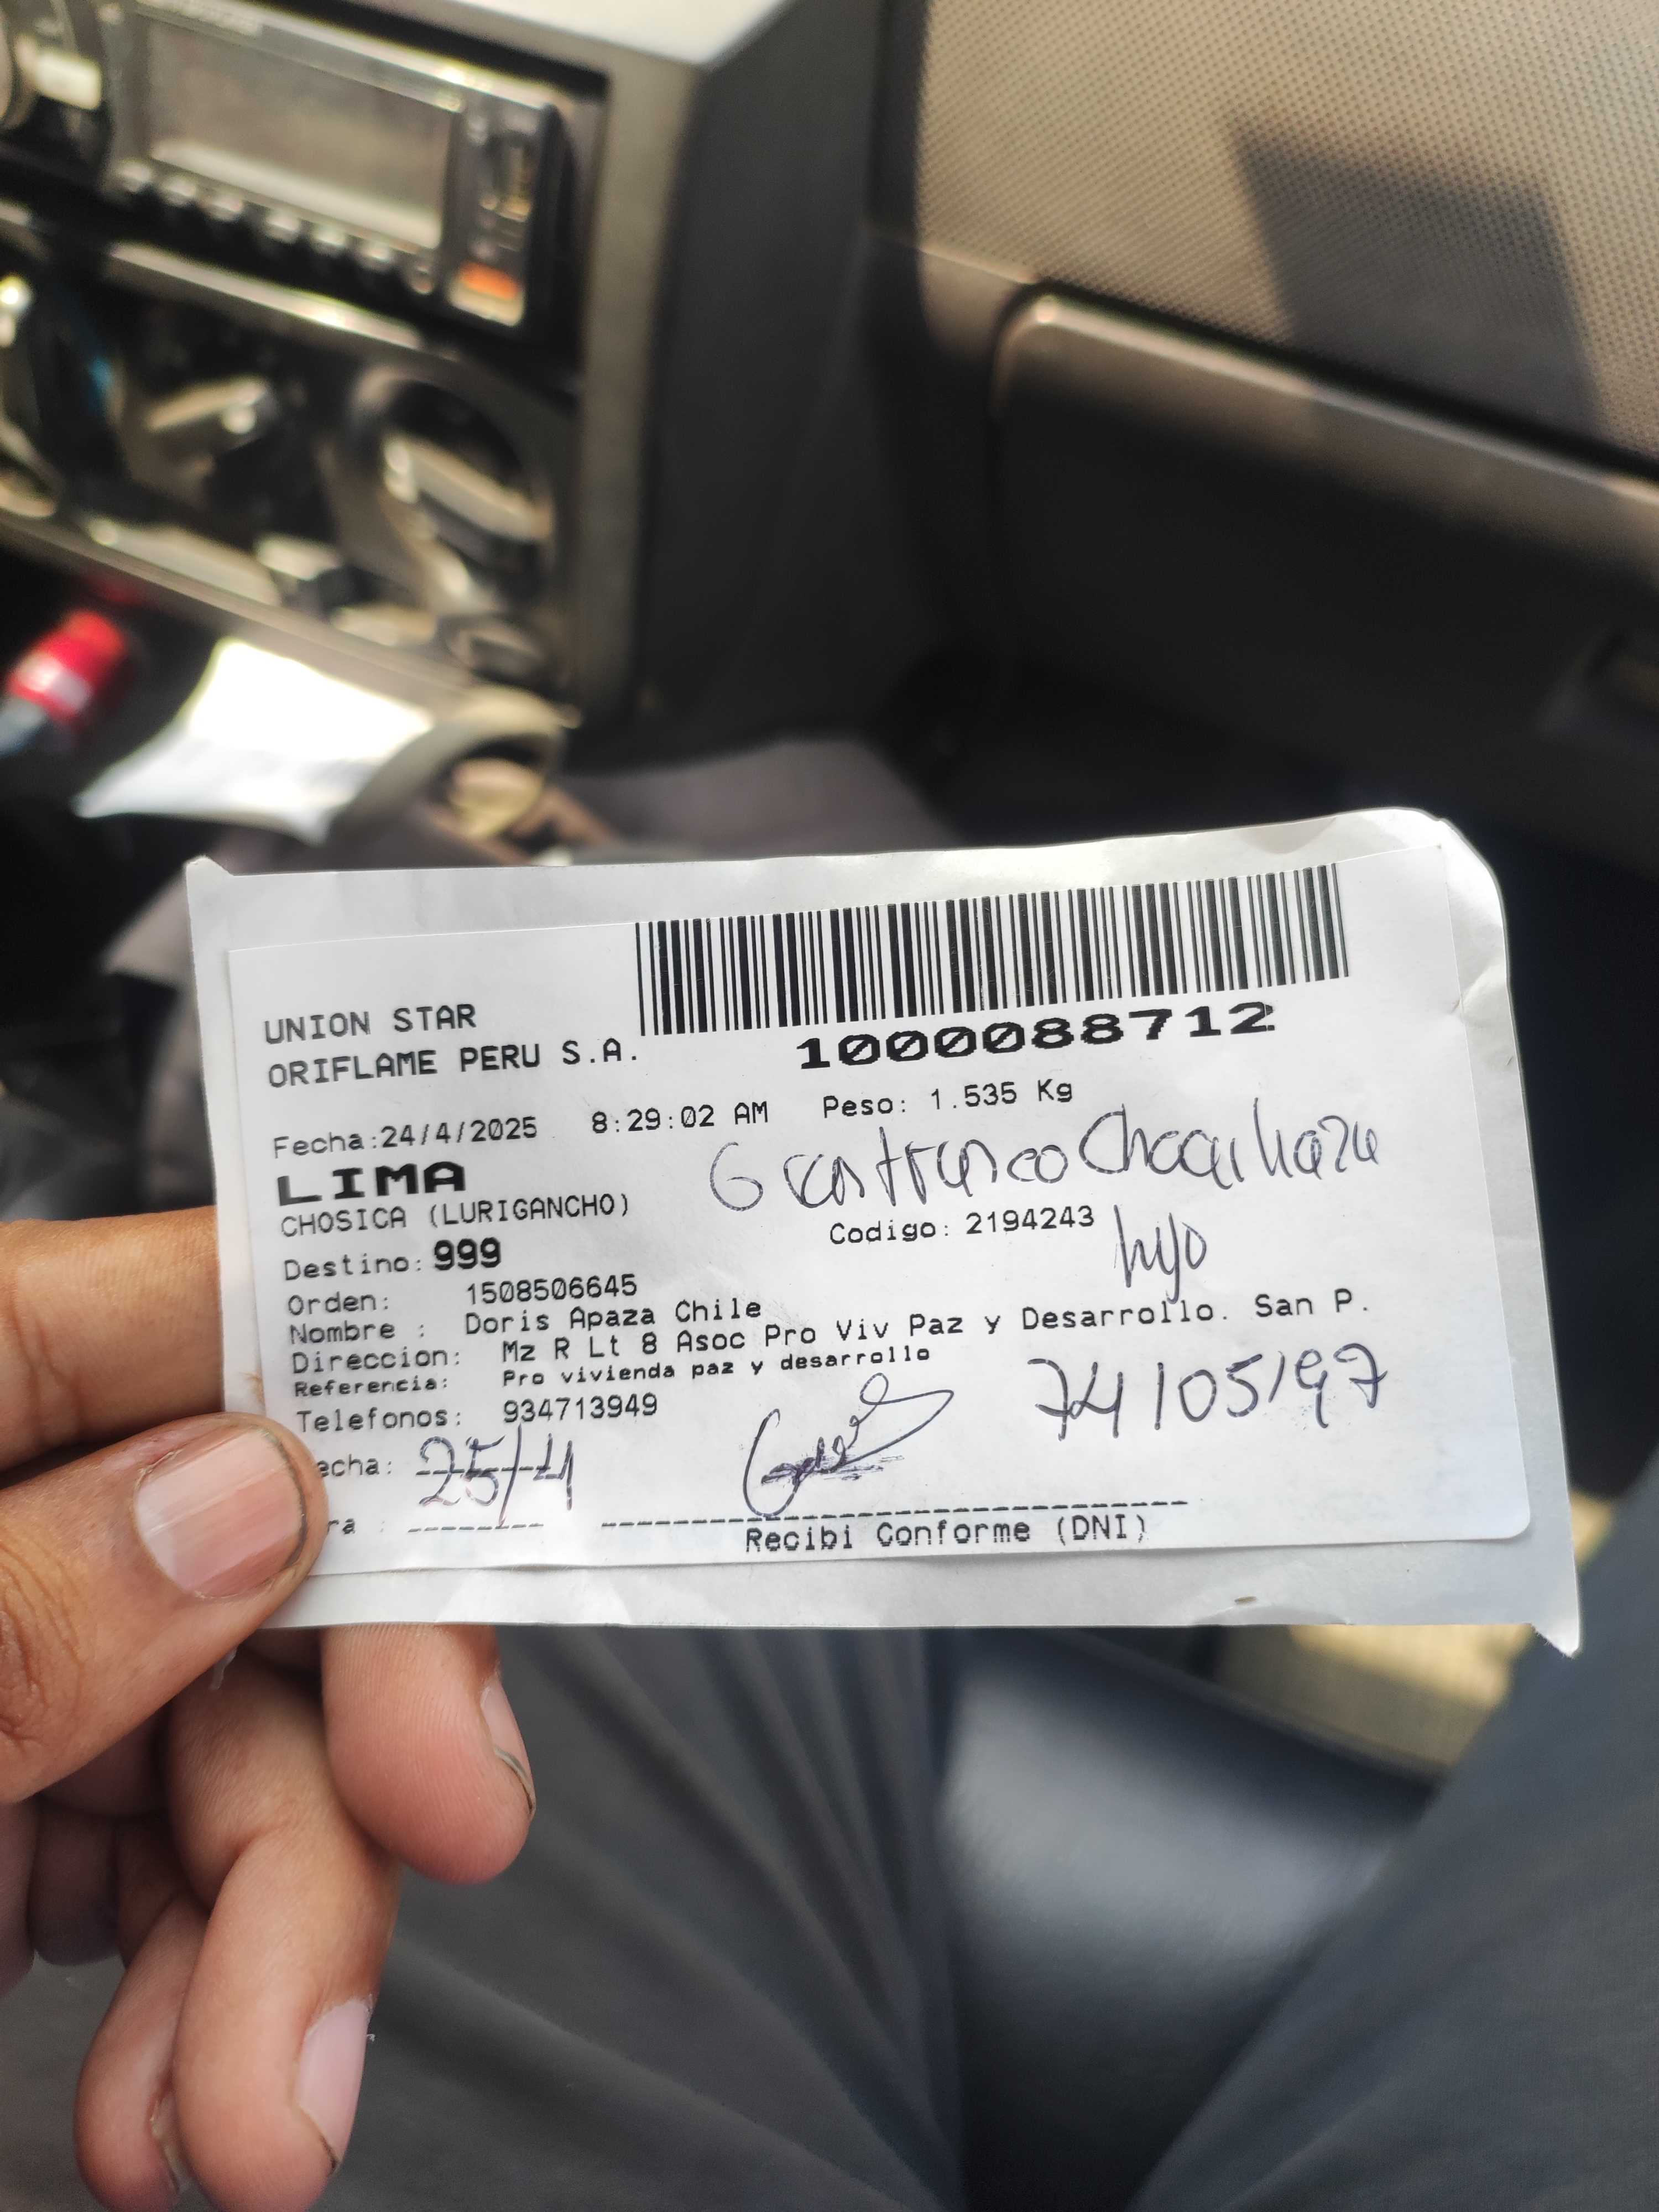 UNION STAR
ORIFLAME PERU S.A.
1000088712
Fecha:24/4/2025 8:29:02 AM Peso: 1.535 Kg
LIMA
CHOSICA (LURIGANCHO)
Codigo: 2194243
hijo
Destino: 999
Orden: 1508506645
Nombre : Doris Apaza Chile
Direccion: Mz R Lt 8 Asoc Pro Viv Paz y Desarrollo. San P.
Referencia: Pro vivienda paz y desarrollo
Telefonos: 934713949
74105197
echa: 25/4
ra :
Recibi Conforme (DNI)